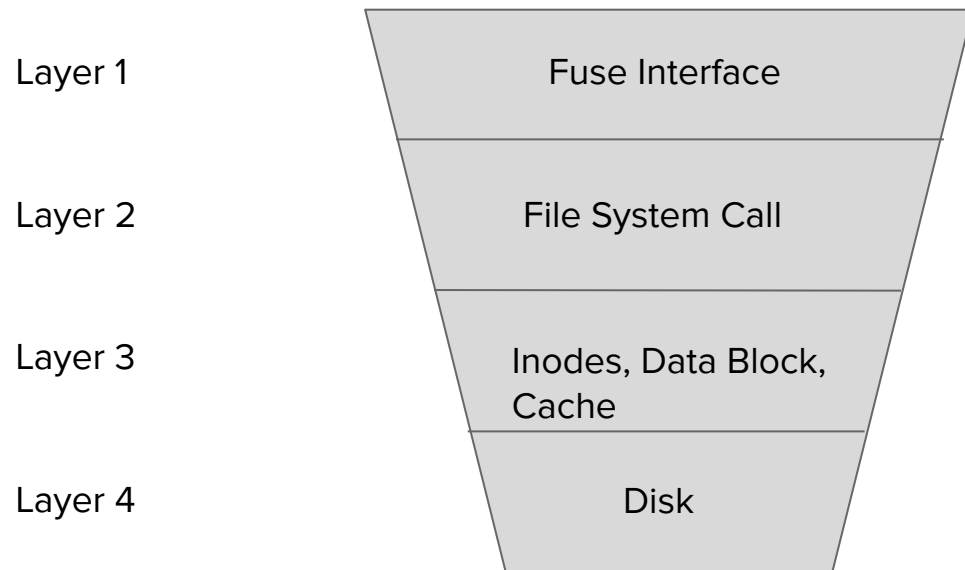 Layer 1
Fuse Interface
Layer 2
File System Call
Layer 3
Inodes, Data Block,
Cache
Layer 4
Disk